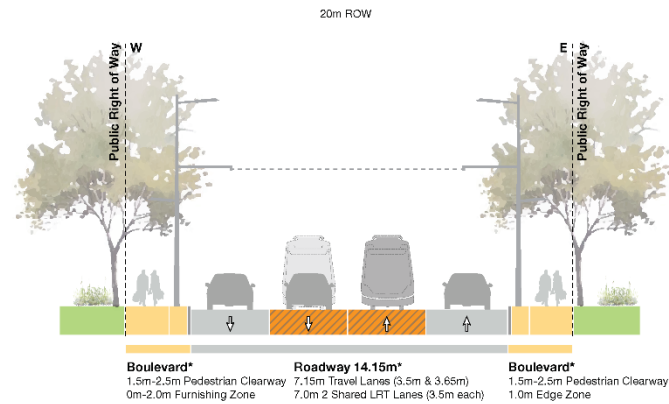 20m ROW
W
E
Public Right of Way
Public Right of Way
Boulevard*
1.5m-2.5m Pedestrian Clearway
0m-2.0m Furnishing Zone
Roadway 14.15m*
7.15m Travel Lanes (3.5m & 3.65m)
7.0m 2 Shared LRT Lanes (3.5m each)
Boulevard*
1.5m-2.5m Pedestrian Clearway
1.0m Edge Zone